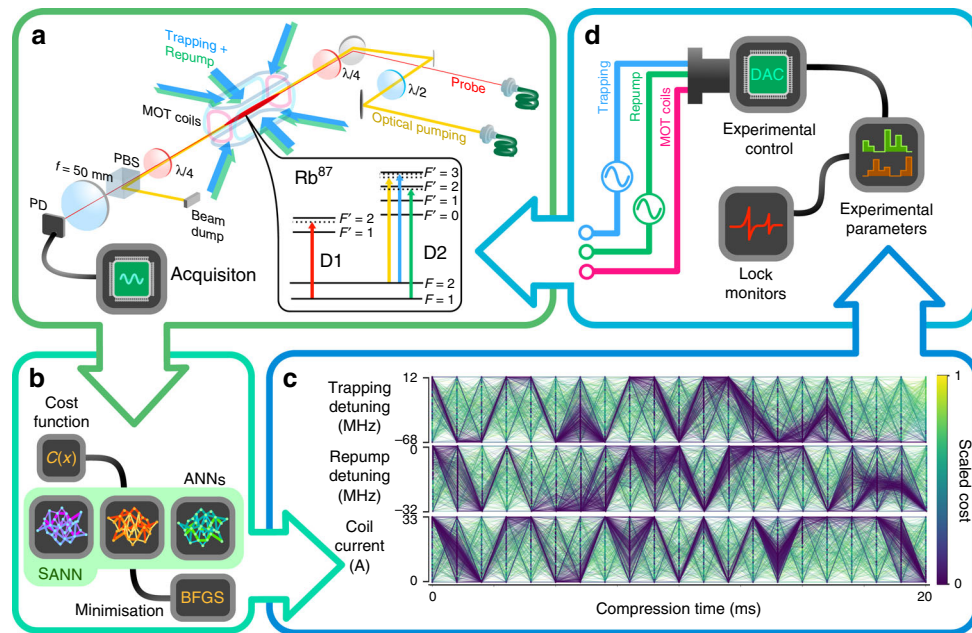 a
Trapping +
Repump
λ/4
λ/2
Probe
MOT coils
Optical pumping
PBS
λ/4
f = 50 mm
PD
Beam
dump
Acquisiton
Rb87
F′ = 3
F′ = 2
F′ = 1
F′ = 0
F′ = 2
F′ = 1
D1
D2
F = 2
F = 1
d
Trapping
Repump
MOT coils
DAC
Experimental
control
Experimental
parameters
Lock
monitors
b
Cost
function
C(x)
ANNs
SANN
Minimisation
BFGS
c
Trapping
detuning
(MHz)
12
−68
Repump
detuning
(MHz)
0
−32
Coil
current
(A)
33
0
0
20
Compression time (ms)
1
Scaled cost
0